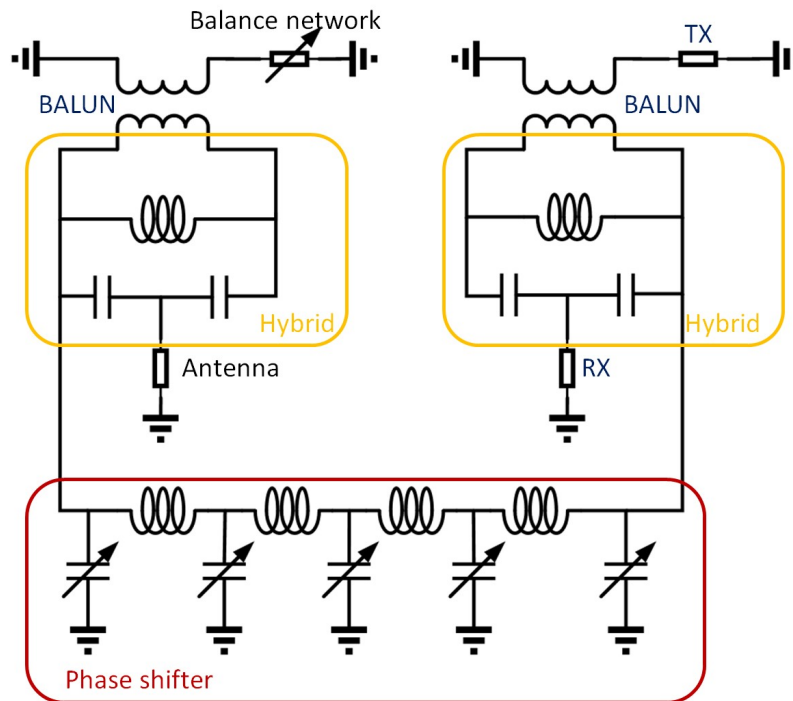 Balance network
TX
BALUN
BALUN
Hybrid
Hybrid
Antenna
RX
Phase shifter